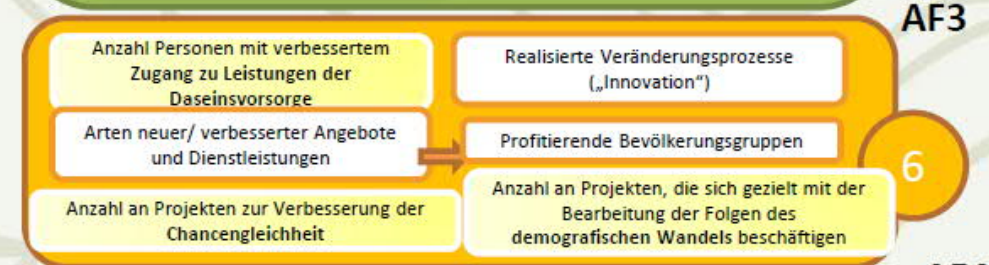 AF3
Anzahl Personen mit verbessertem
Zugang zu Leistungen der
Daseinsvorsorge
Realisierte Veränderungsprozesse
(„Innovation")
Arten neuer/ verbesserter Angebote
und Dienstleistungen
Profitierende Bevölkerungsgruppen
6
Anzahl an Projekten zur Verbesserung der
Chancengleichheit
Anzahl an Projekten, die sich gezielt mit der
Bearbeitung der Folgen des
demografischen Wandels beschäftigen